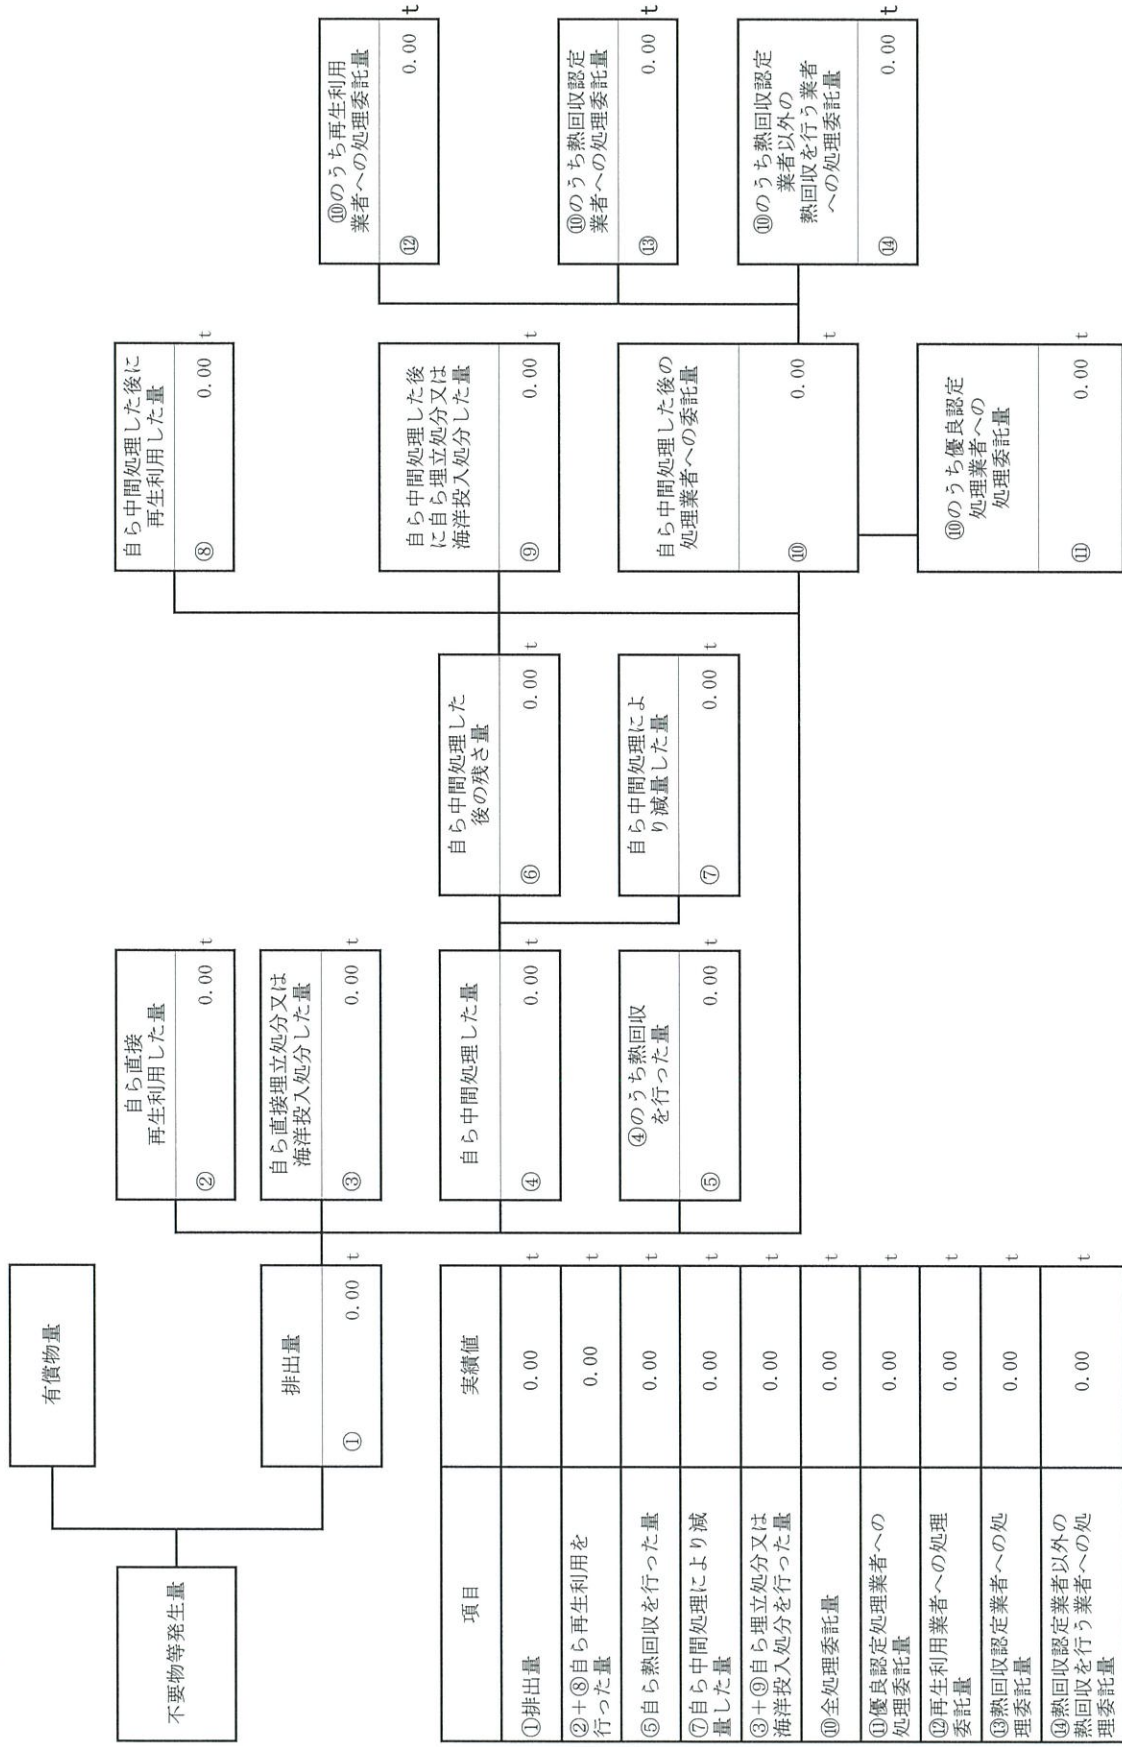 不要物等発生量
有償物量
排出量
①
0.00
t
自ら直接
再生利用した量
②
0.00
t
自ら直接埋立処分又は
海洋投入処分した量
③
0.00
t
自ら中間処理した量
④
0.00
t
④のうち熱回収
を行った量
⑤
0.00
t
自ら中間処理した
後の残さ量
⑥
0.00
t
自ら中間処理によ
り減量した量
⑦
0.00
t
自ら中間処理した後に
再生利用した量
⑧
0.00
t
自ら中間処理した後
に自ら埋立処分又は
海洋投入処分した量
⑨
0.00
t
自ら中間処理した後の
処理業者への委託量
⑩
0.00
t
⑩のうち優良認定
処理業者への
処理委託量
⑪
0.00
t
⑩のうち再生利用
業者への処理委託量
⑫
0.00
t
⑩のうち熱回収認定
業者への処理委託量
⑬
0.00
t
⑩のうち熱回収認定
業者以外の
熱回収を行う業者
への処理委託量
⑭
0.00
t
項目
実績値
①排出量
0.00
t
②+⑧自ら再生利用を
行った量
0.00
t
⑤自ら熱回収を行った量
0.00
t
⑦自ら中間処理により減
量した量
0.00
t
③+⑨自ら埋立処分又は
海洋投入処分を行った量
0.00
t
⑩全処理委託量
0.00
t
⑪優良認定処理業者への
処理委託量
0.00
t
⑫再生利用業者への処理
委託量
0.00
t
⑬熱回収認定業者への処
理委託量
0.00
t
⑭熱回収認定業者以外の
熱回収を行う業者への処
理委託量
0.00
t